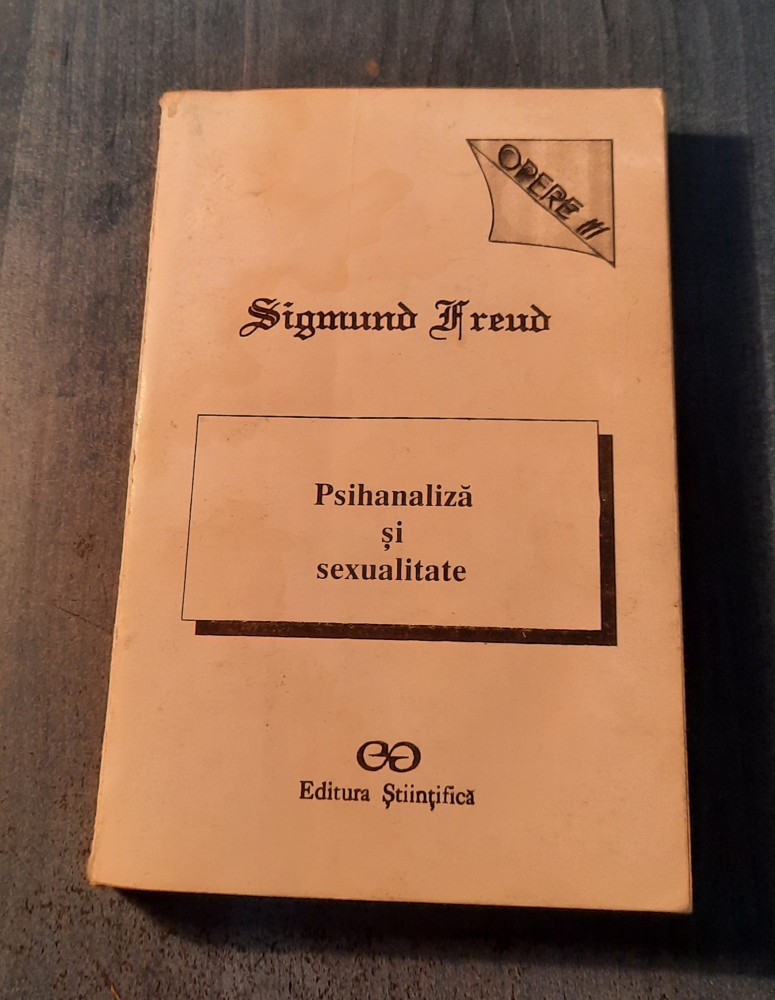 OPERE III
Sigmund Freud
Psihanaliză
și
sexualitate
Editura Științifică